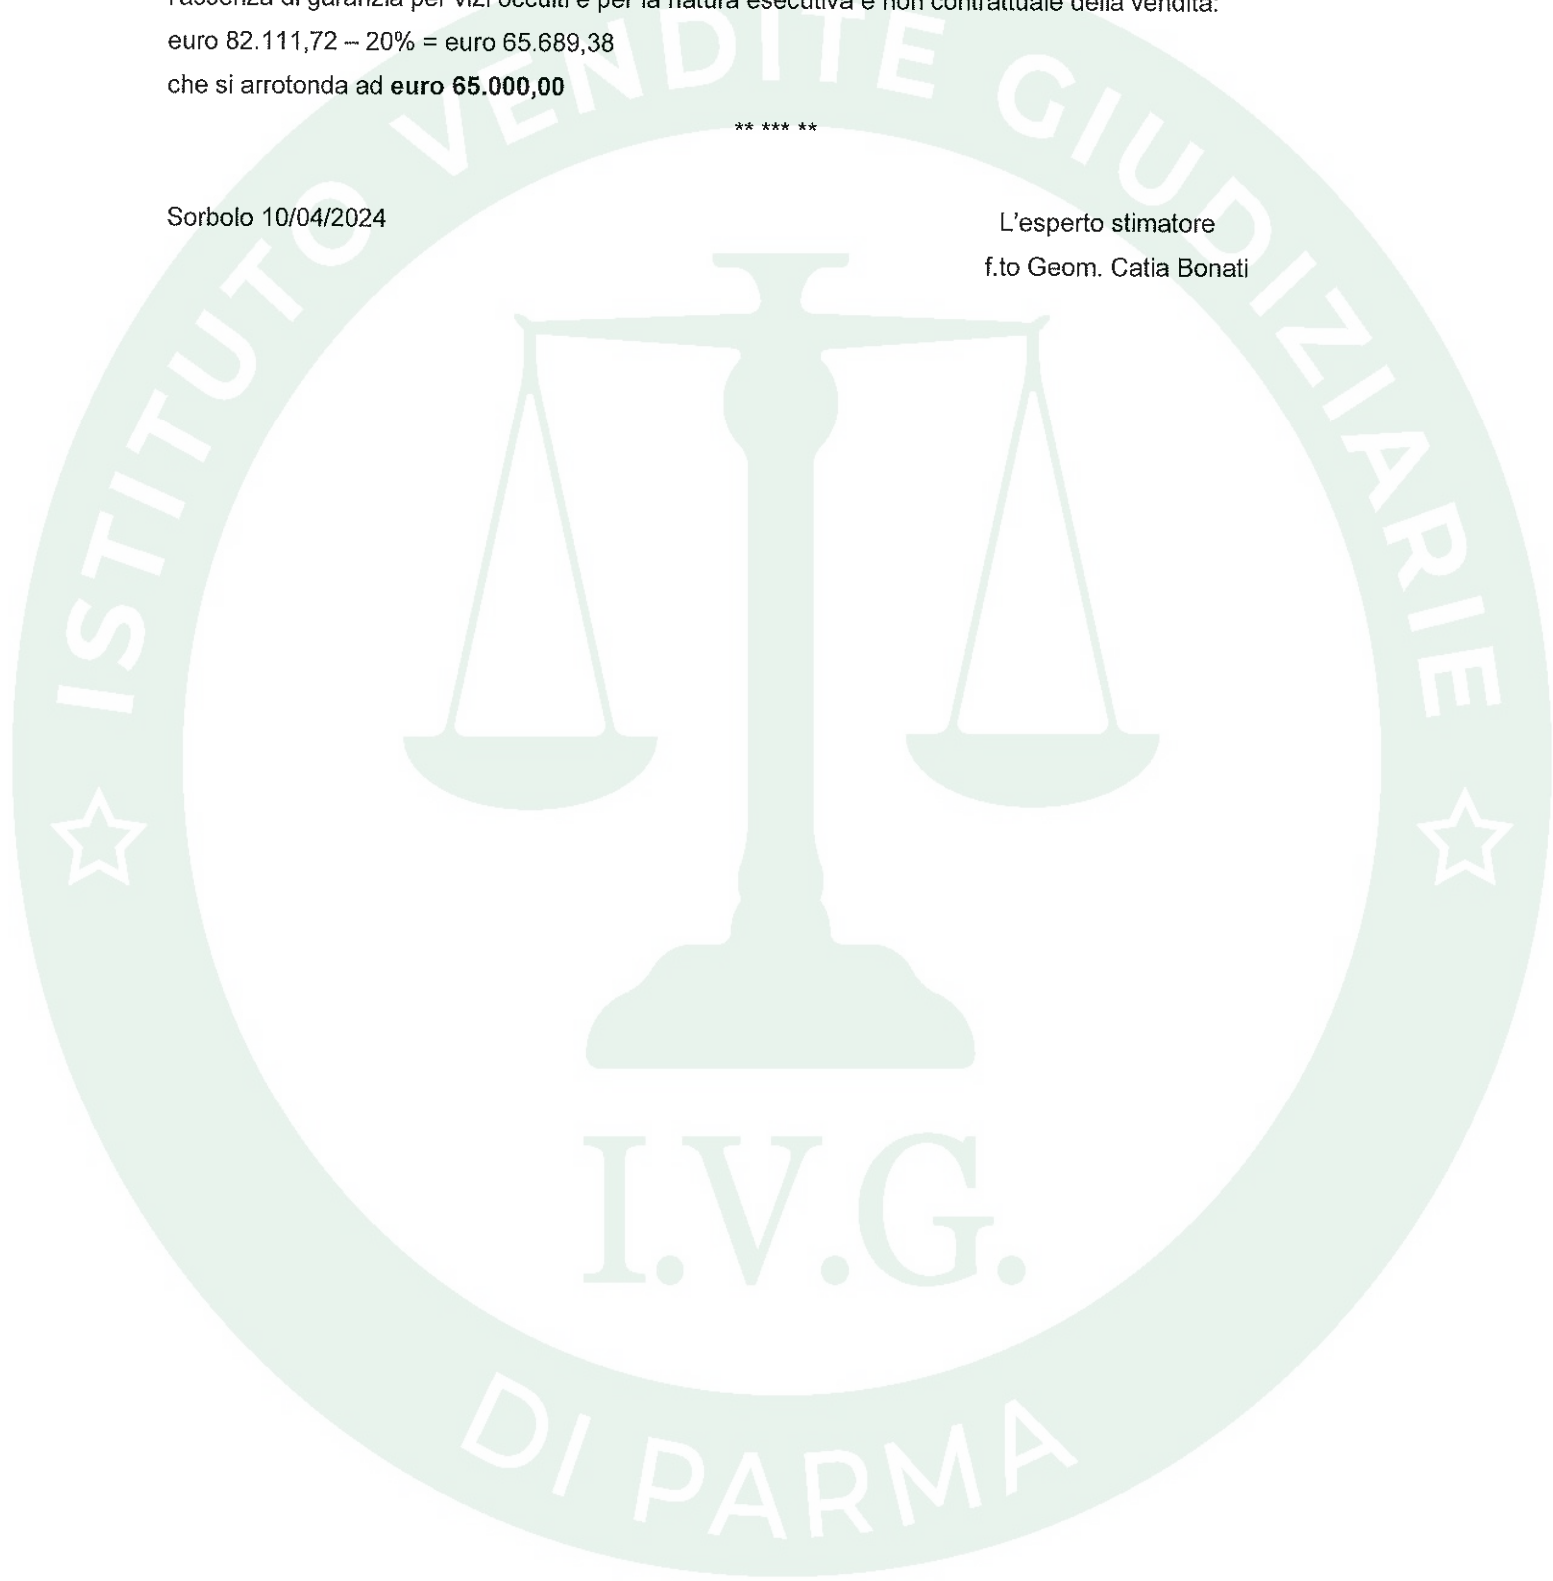 l'assenza di garanzia per vizi occulti e per la natura esecutiva e non contrattuale della vendita:
euro 82.111,72 – 20% = euro 65.689,38
che si arrotonda ad euro 65.000,00
** *** **
Sorbolo 10/04/2024
L'esperto stimatore
f.to Geom. Catia Bonati
ISTITUTO VENDITE GIUDIZIARIE
I.V.G.
DI PARMA